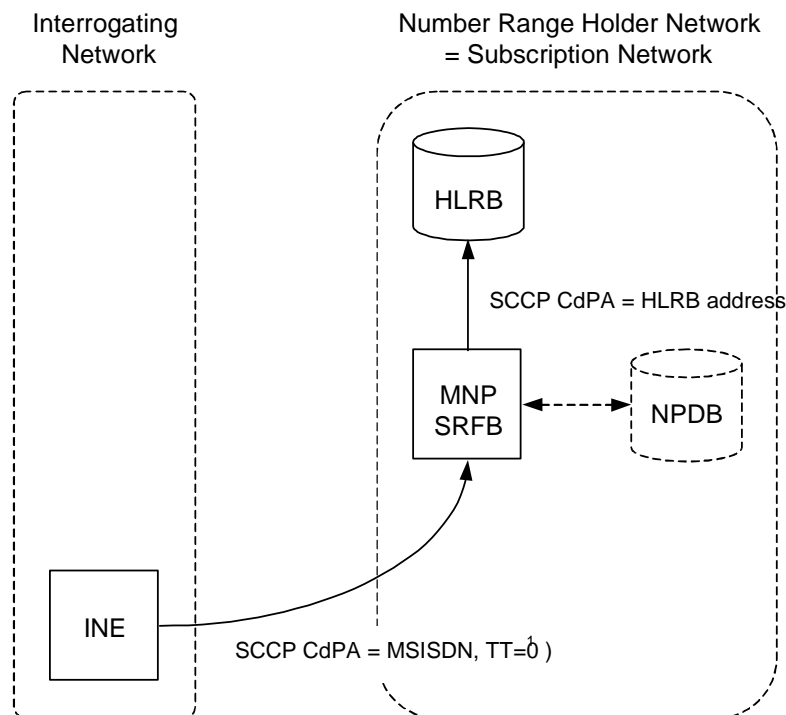 Interrogating
Network
Number Range Holder Network
= Subscription Network
HLRB
SCCP CdPA = HLRB address
MNP
SRFB
NPDB
INE
SCCP CdPA = MSISDN, TT=0 1)